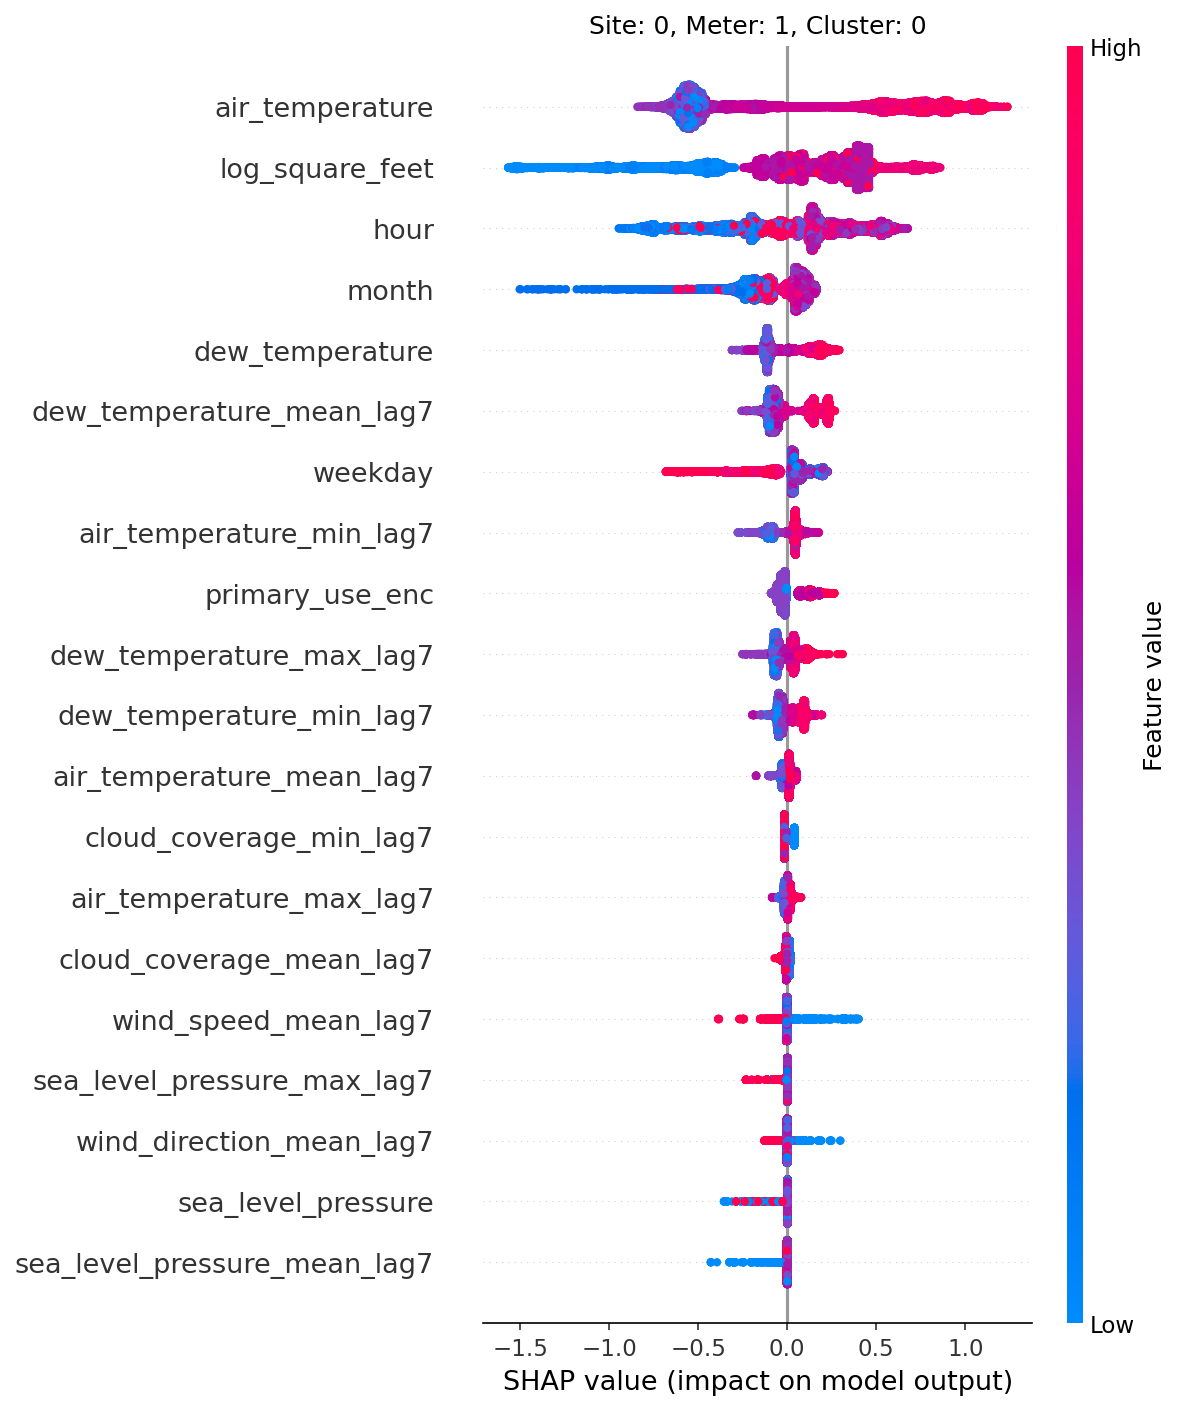 Site: 0, Meter: 1, Cluster: 0
High
air_temperature
log_square_feet
hour
month
dew_temperature
dew_temperature_mean_lag7
weekday
air_temperature_min_lag7
primary_use_enc
dew_temperature_max_lag7
dew_temperature_min_lag7
air_temperature_mean_lag7
cloud_coverage_min_lag7
air_temperature_max_lag7
cloud_coverage_mean_lag7
wind_speed_mean_lag7
sea_level_pressure_max_lag7
wind_direction_mean_lag7
sea_level_pressure
sea_level_pressure_mean_lag7
Feature value
Low
−1.5 −1.0 −0.5 0.0 0.5 1.0
SHAP value (impact on model output)